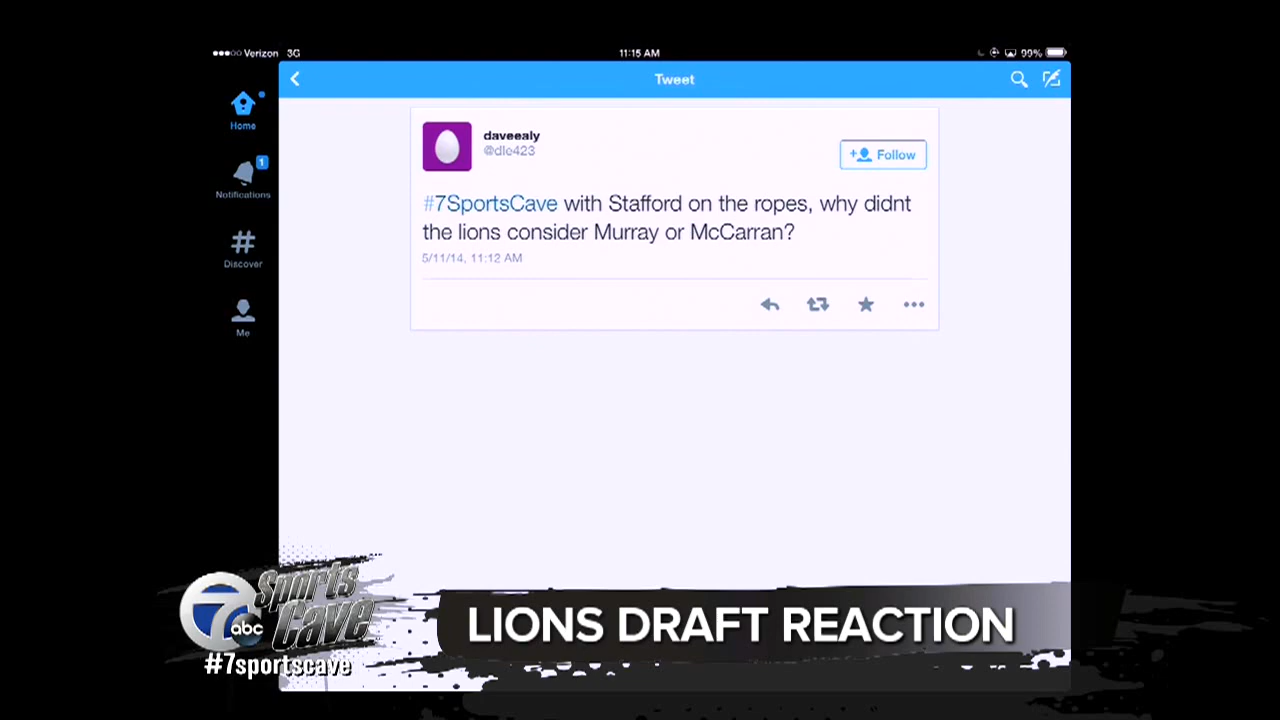 Verizon 3G 11:15 AM 99%
Tweet
Home
1
Notifications
Discover
Me
daveealy
@dle423
Follow
#7SportsCave with Stafford on the ropes, why didnt
the lions consider Murray or McCarran?
5/11/14, 11:12 AM
Sports
Cave
7
abc
#7sportscave
LIONS DRAFT REACTION